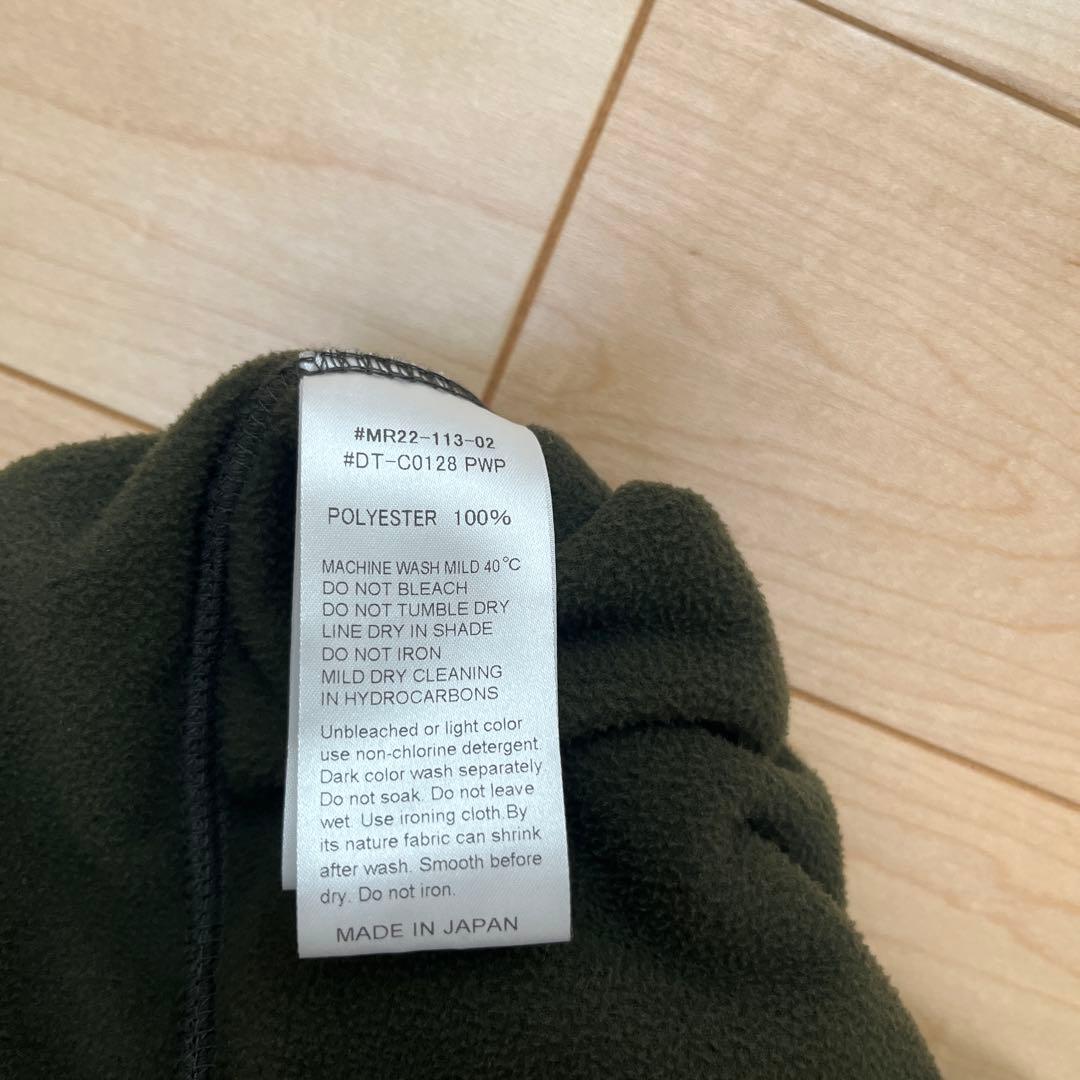 #MR22-113-02
#DT-C0128 PWP
POLYESTER 100%
MACHINE WASH MILD 40℃
DO NOT BLEACH
DO NOT TUMBLE DRY
LINE DRY IN SHADE
DO NOT IRON
MILD DRY CLEANING
IN HYDROCARBONS
Unbleached or light color
use non-chlorine detergent.
Dark color wash separately.
Do not soak. Do not leave
wet. Use ironing cloth.By
its nature fabric can shrink
after wash. Smooth before
dry. Do not iron.
MADE IN JAPAN